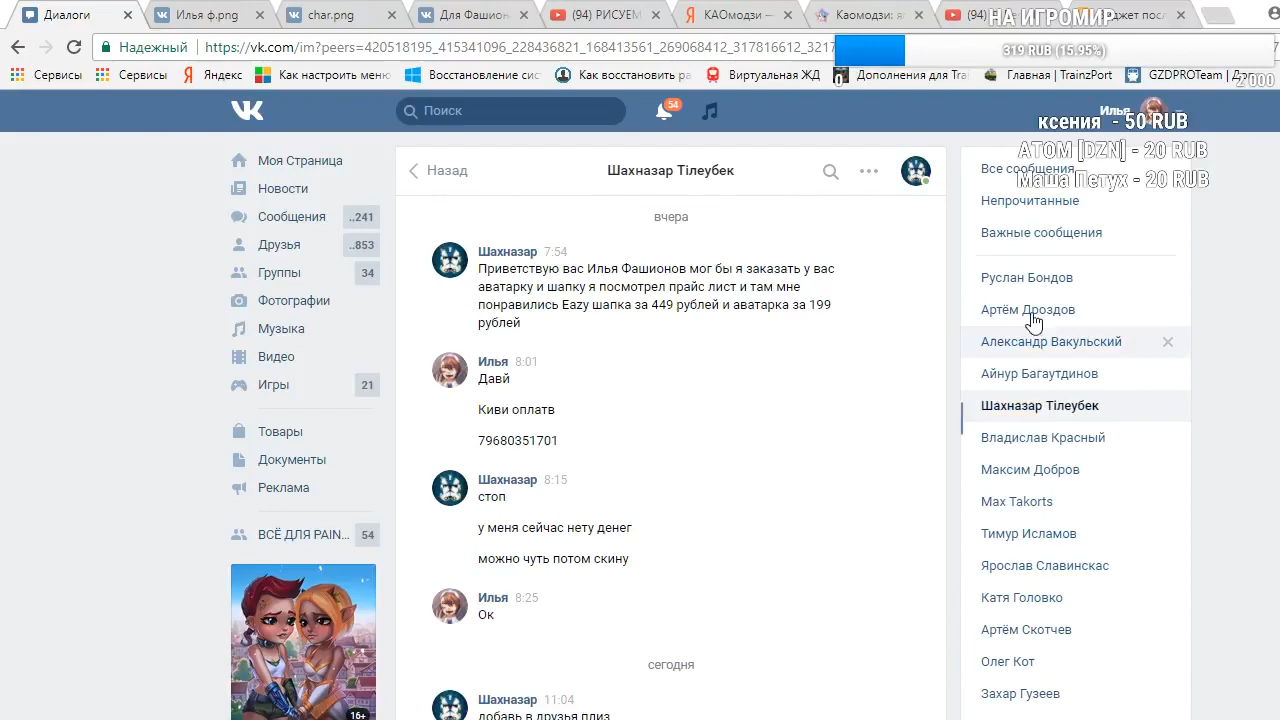 Диалоги
Илья ф.png
char.png
Для Фашион
(94) РИСУЕМ
КАОмодзи —
Каомодзи: я
(94)
джет посл
НА ИГРОМИР
Надежный
https://vk.com/im?peers=420518195_415341096_228436821_168413561_269068412_317816612_3217
319 RUB (15.95%)
0
2 000
Сервисы
Сервисы
Яндекс
Как настроить меню
Восстановление сис
Как восстановить ра
Виртуальная ЖД
Дополнения для Trai
Главная | TrainzPort
GZDPROTeam | Д
Поиск
54
Илья
ксения - 50 RUB
ATOM [DZN] - 20 RUB
Маша Петух - 20 RUB
Моя Страница
Новости
Сообщения ..241
Друзья ..853
Группы 34
Фотографии
Музыка
Видео
Игры 21
Товары
Документы
Реклама
ВСЁ ДЛЯ PAIN... 54
16+
Назад
Шахназар Тілеубек
вчера
Шахназар 7:54
Приветствую вас Илья Фашионов мог бы я заказать у вас
аватарку и шапку я посмотрел прайс лист и там мне
понравились Eazy шапка за 449 рублей и аватарка за 199
рублей
Илья 8:01
Давй
Киви оплатв
79680351701
Шахназар 8:15
стоп
у меня сейчас нету денег
можно чуть потом скину
Илья 8:25
Ок
сегодня
Шахназар 11:04
добавь в друзья плиз
Все сообщения
Непрочитанные
Важные сообщения
Руслан Бондов
Артём Дроздов
Александр Вакульский
Айнур Багаутдинов
Шахназар Тілеубек
Владислав Красный
Максим Добров
Max Takorts
Тимур Исламов
Ярослав Славинскас
Катя Головко
Артём Скотчев
Олег Кот
Захар Гузеев